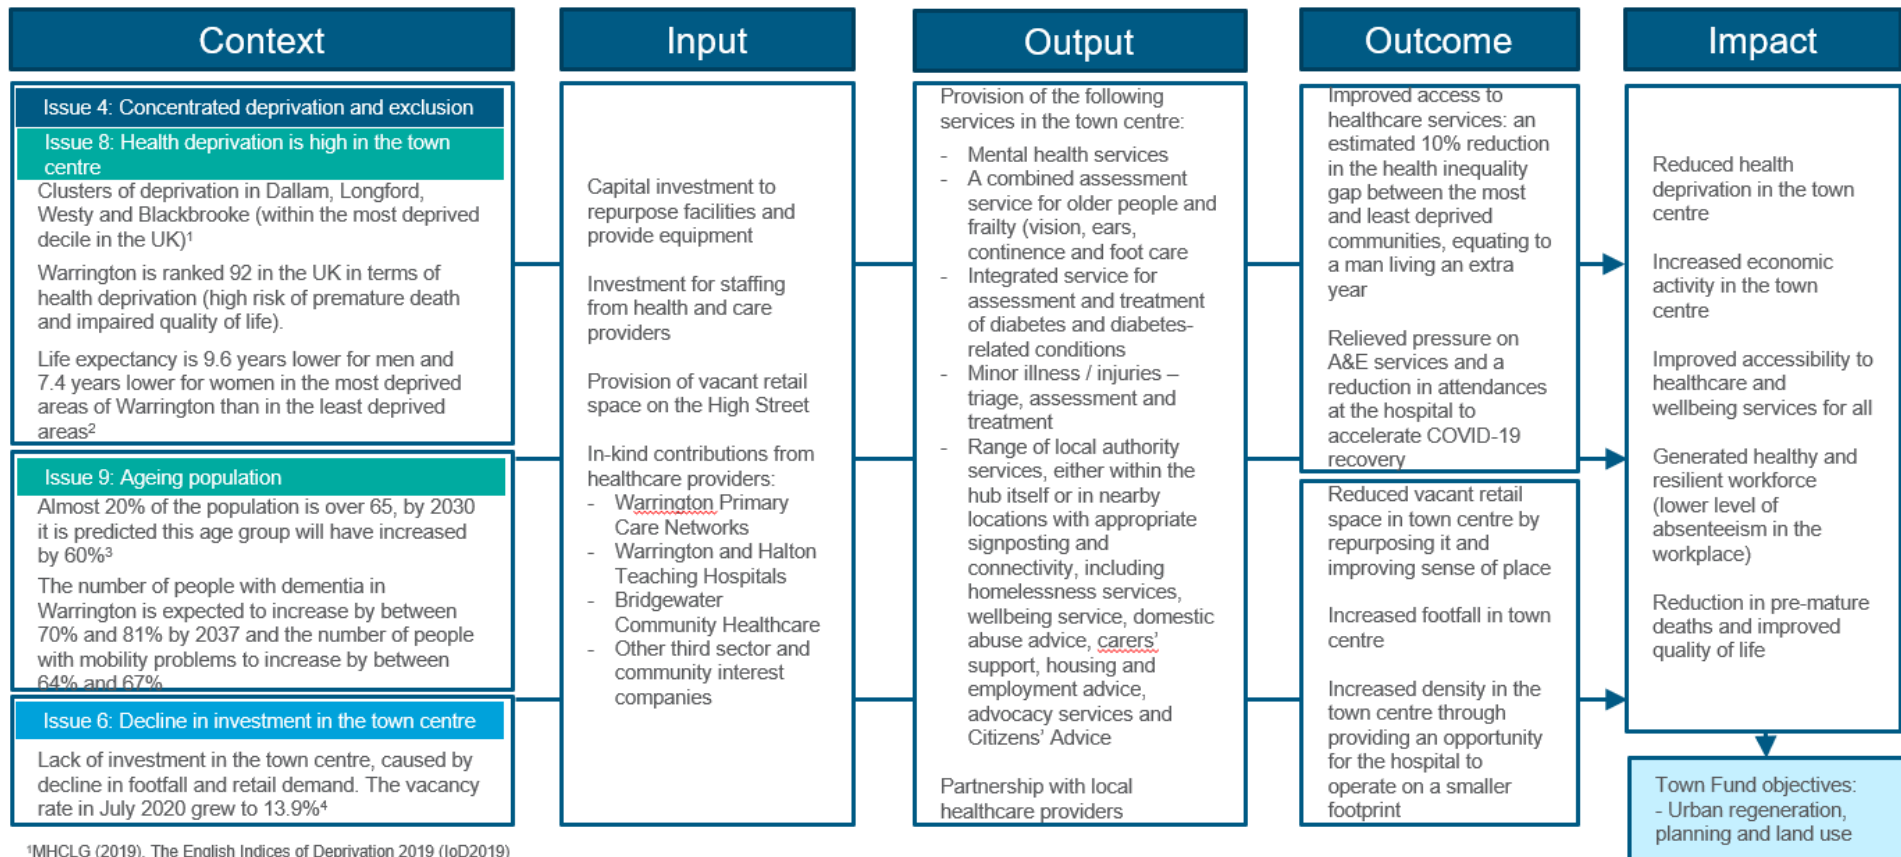 Context
Input
Output
Outcome
Impact
Issue 4: Concentrated deprivation and exclusion
Issue 8: Health deprivation is high in the town
centre
Clusters of deprivation in Dallam, Longford,
Westy and Blackbrooke (within the most deprived
decile in the UK)¹
Warrington is ranked 92 in the UK in terms of
health deprivation (high risk of premature death
and impaired quality of life).
Life expectancy is 9.6 years lower for men and
7.4 years lower for women in the most deprived
areas of Warrington than in the least deprived
areas²
Issue 9: Ageing population
Almost 20% of the population is over 65, by 2030
it is predicted this age group will have increased
by 60%³
The number of people with dementia in
Warrington is expected to increase by between
70% and 81% by 2037 and the number of people
with mobility problems to increase by between
64% and 67%
Issue 6: Decline in investment in the town centre
Lack of investment in the town centre, caused by
decline in footfall and retail demand. The vacancy
rate in July 2020 grew to 13.9%⁴
Capital investment to
repurpose facilities and
provide equipment
Investment for staffing
from health and care
providers
Provision of vacant retail
space on the High Street
In-kind contributions from
healthcare providers:
- Warrington Primary
Care Networks
- Warrington and Halton
Teaching Hospitals
- Bridgewater
Community Healthcare
- Other third sector and
community interest
companies
Provision of the following
services in the town centre:
- Mental health services
- A combined assessment
service for older people and
frailty (vision, ears,
continence and foot care
- Integrated service for
assessment and treatment
of diabetes and diabetes-
related conditions
- Minor illness / injuries –
triage, assessment and
treatment
- Range of local authority
services, either within the
hub itself or in nearby
locations with appropriate
signposting and
connectivity, including
homelessness services,
wellbeing service, domestic
abuse advice, carers’
support, housing and
employment advice,
advocacy services and
Citizens’ Advice
Partnership with local
healthcare providers
Improved access to
healthcare services: an
estimated 10% reduction
in the health inequality
gap between the most
and least deprived
communities, equating to
a man living an extra
year
Relieved pressure on
A&E services and a
reduction in attendances
at the hospital to
accelerate COVID-19
recovery
Reduced vacant retail
space in town centre by
repurposing it and
improving sense of place
Increased footfall in town
centre
Increased density in the
town centre through
providing an opportunity
for the hospital to
operate on a smaller
footprint
Reduced health
deprivation in the town
centre
Increased economic
activity in the town
centre
Improved accessibility to
healthcare and
wellbeing services for all
Generated healthy and
resilient workforce
(lower level of
absenteeism in the
workplace)
Reduction in pre-mature
deaths and improved
quality of life
Town Fund objectives:
- Urban regeneration,
planning and land use
¹MHCLG (2019), The English Indices of Deprivation 2019 (IoD2019)